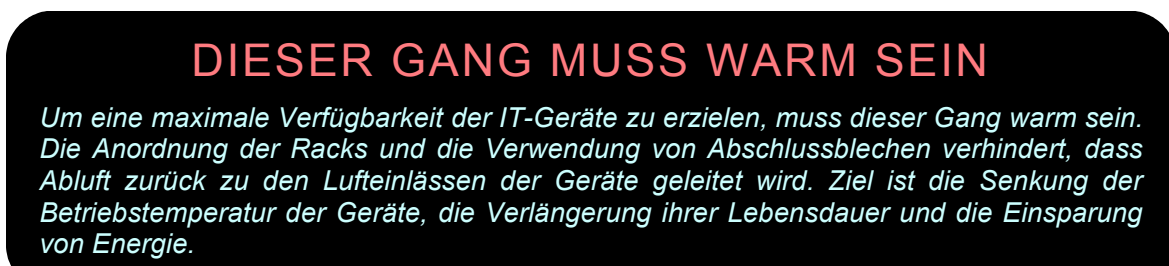 DIESER GANG MUSS WARM SEIN
Um eine maximale Verfügbarkeit der IT-Geräte zu erzielen, muss dieser Gang warm sein.
Die Anordnung der Racks und die Verwendung von Abschlussblechen verhindert, dass
Abluft zurück zu den Lufteinlässen der Geräte geleitet wird. Ziel ist die Senkung der
Betriebstemperatur der Geräte, die Verlängerung ihrer Lebensdauer und die Einsparung
von Energie.